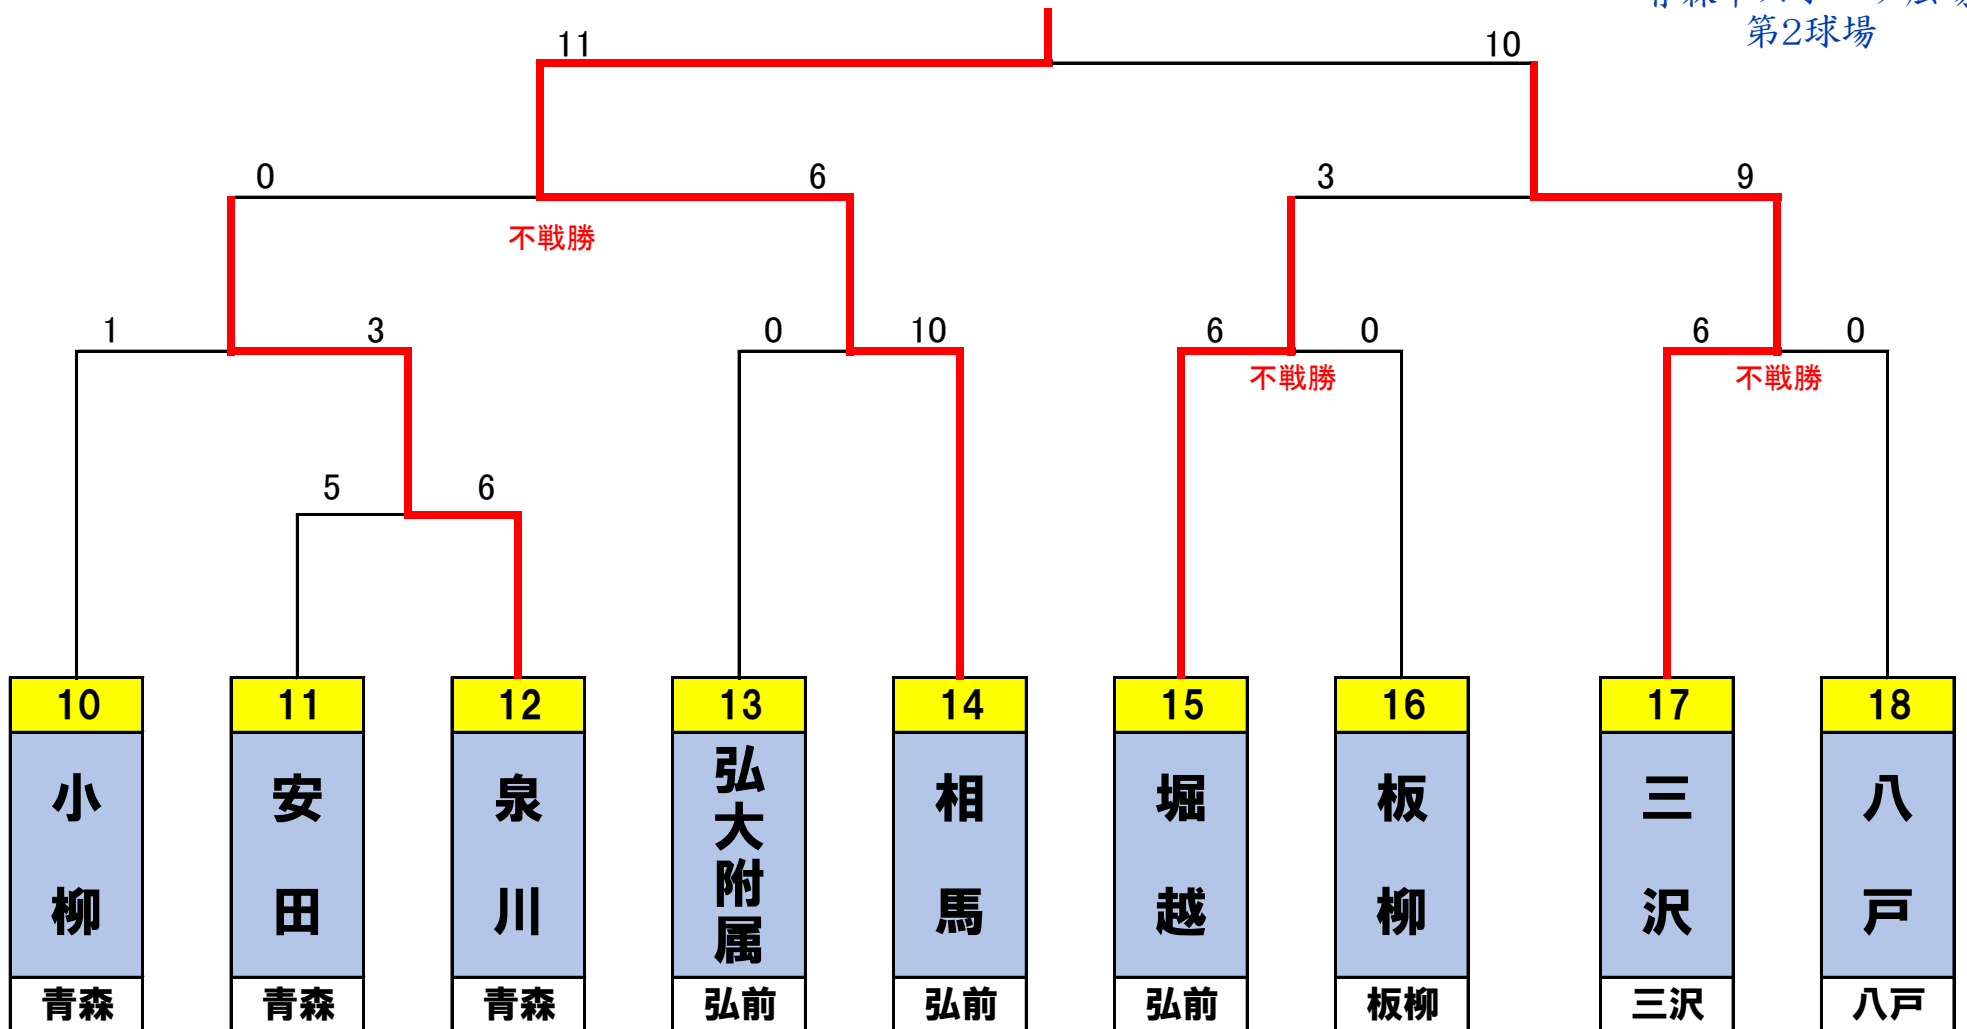 第2球場
11 10
0 6 3 9
不戦勝
1 3 0 10 6 0 6 0
不戦勝 不戦勝
5 6
10 11 12 13 14 15 16 17 18
小柳 安田 泉川 弘大附属 相馬 堀越 板柳 三沢 八戸
青森 青森 青森 弘前 弘前 弘前 板柳 三沢 八戸